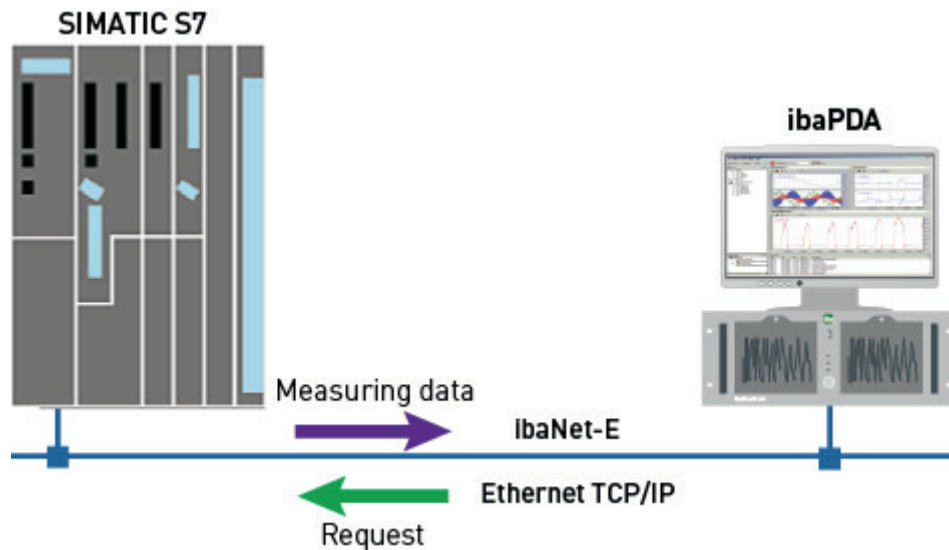 SIMATIC S7
ibaPDA
Measuring data
ibaNet-E
Ethernet TCP/IP
Request